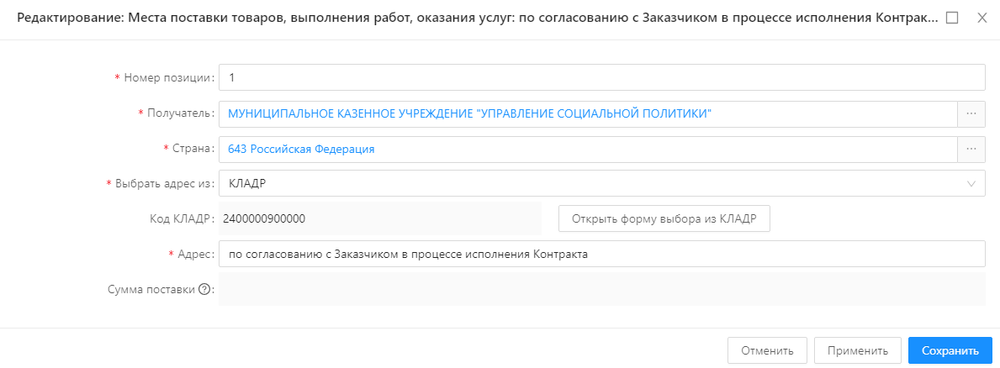 Редактирование: Места поставки товаров, выполнения работ, оказания услуг: по согласованию с Заказчиком в процессе исполнения Контрак...
* Номер позиции: 1
* Получатель: МУНИЦИПАЛЬНОЕ КАЗЕННОЕ УЧРЕЖДЕНИЕ "УПРАВЛЕНИЕ СОЦИАЛЬНОЙ ПОЛИТИКИ" ...
* Страна: 643 Российская Федерация ...
* Выбрать адрес из: КЛАДР
Код КЛАДР: 2400000900000 Открыть форму выбора из КЛАДР
* Адрес: по согласованию с Заказчиком в процессе исполнения Контракта
Сумма поставки ?:
Отменить Применить Сохранить